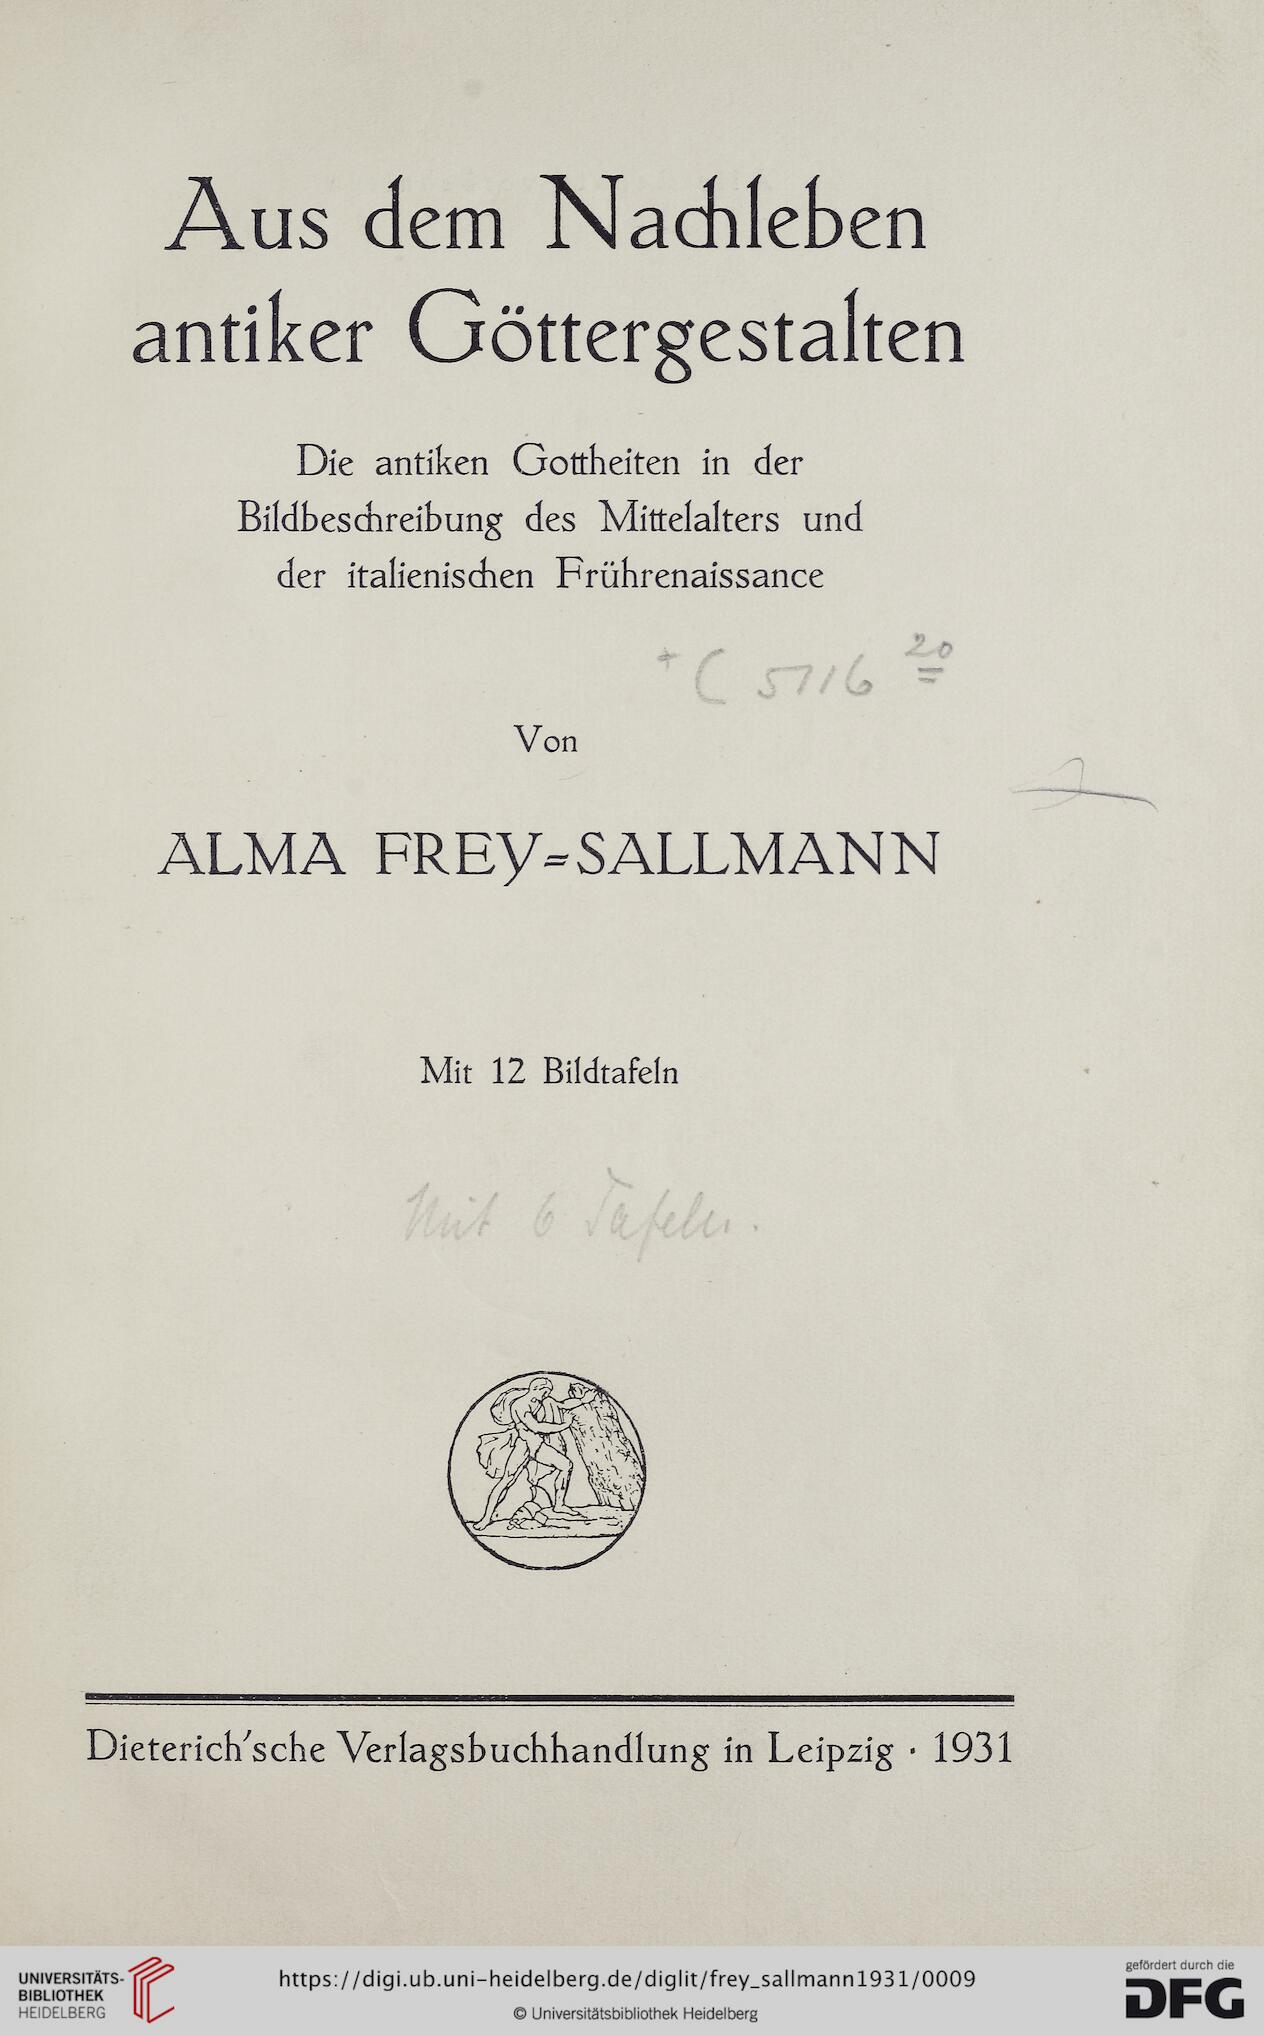 Aus dem Nachleben
antiker Göttergestalten
Die antiken Gottheiten in der
Bildbeschreibung des Mittelalters und
der italienischen Frührenaissance
+ C 5116 20
Von
ALMA FREY=SALLMANN
Mit 12 Bildtafeln
Mit 6 Tafeln.
Dieterich'sche Verlagsbuchhandlung in Leipzig · 1931
UNIVERSITÄTS-
BIBLIOTHEK
HEIDELBERG
https://digi.ub.uni-heidelberg.de/diglit/frey_sallmann1931/0009
© Universitätsbibliothek Heidelberg
gefördert durch die
DFG